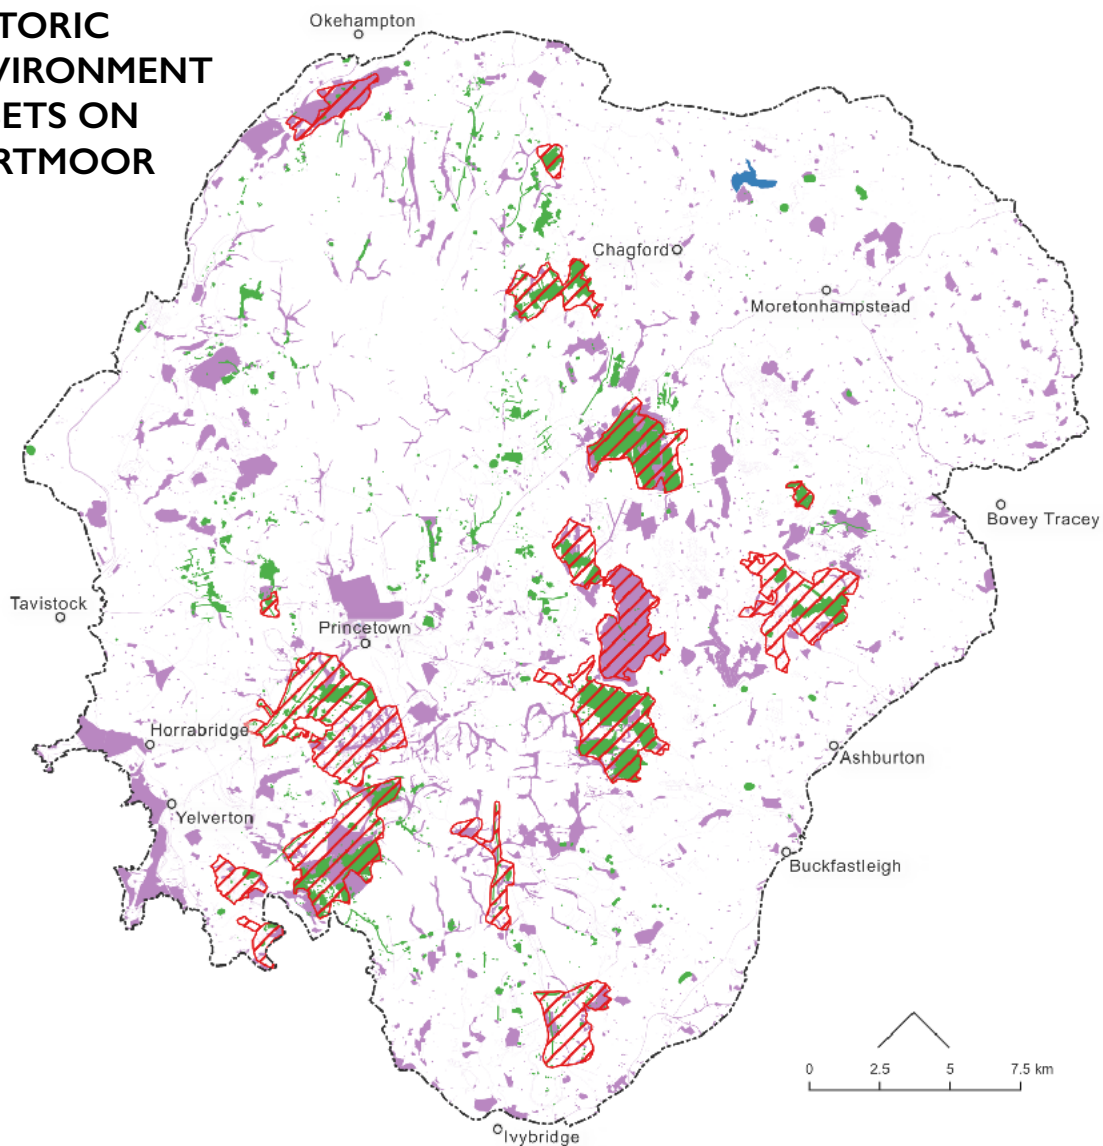 TORIC
VIRONMENT
ETS ON
RTMOOR
Okehampton
Chagford
Moretonhampstead
Bovey Tracey
Tavistock
Princetown
Horrabridge
Ashburton
Yelverton
Buckfastleigh
0 2.5 5 7.5 km
Ivybridge